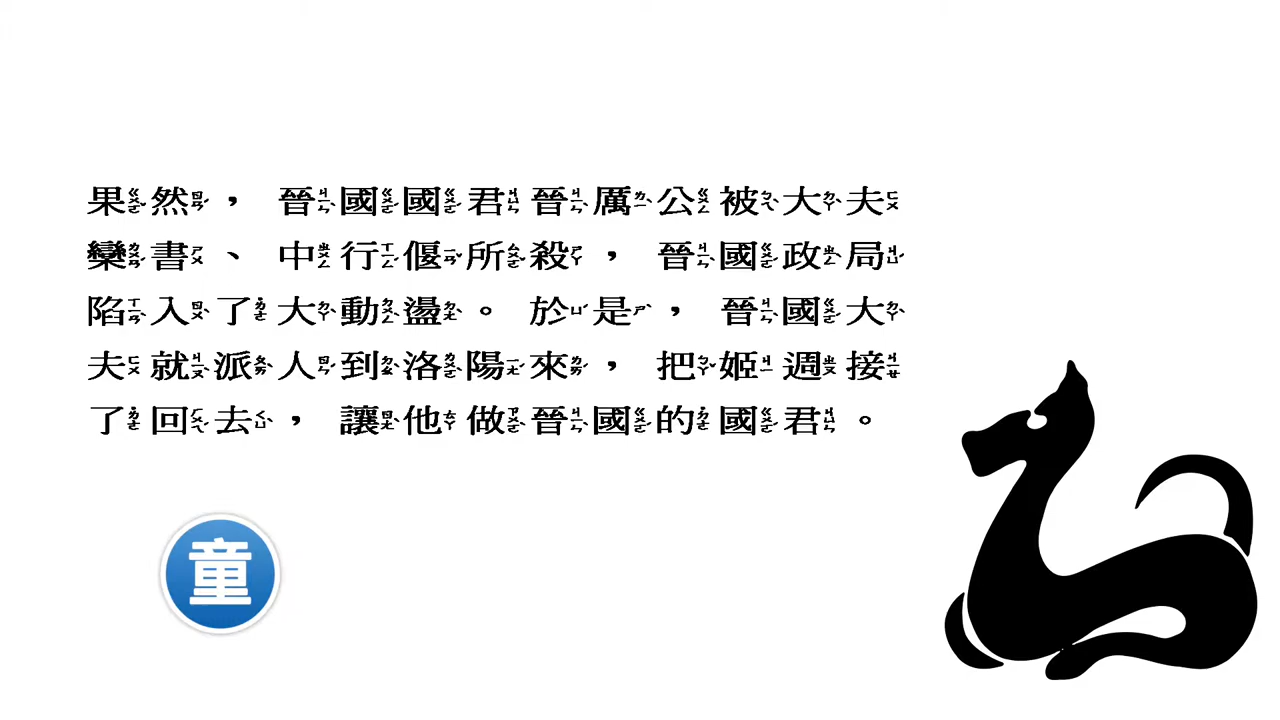 果然，晉國國君晉厲公被大夫
欒書、中行偃所殺，晉國政局
陷入了大動盪。於是，晉國大
夫就派人到洛陽來，把姬週接
了回去，讓他做晉國的國君。
童